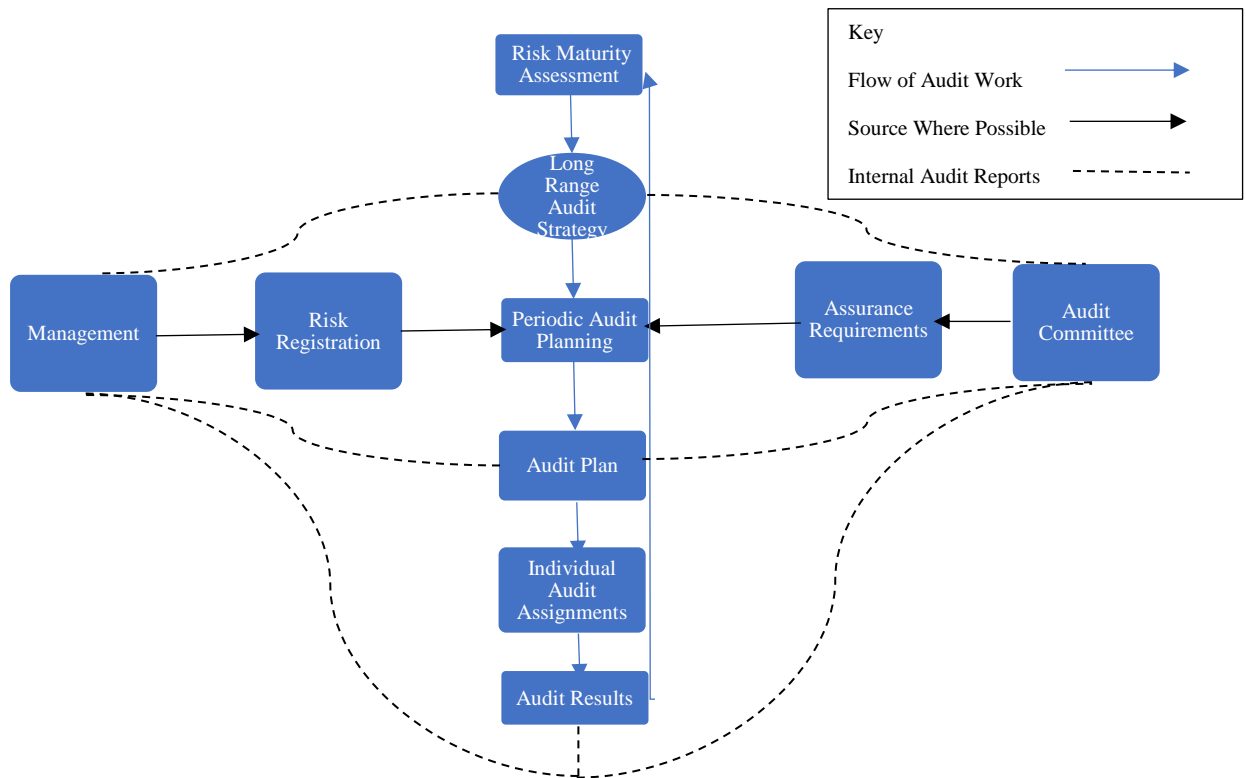 Key
Flow of Audit Work
Source Where Possible
Internal Audit Reports
Risk Maturity
Assessment
Long
Range
Audit
Strategy
Management
Risk
Registration
Periodic Audit
Planning
Assurance
Requirements
Audit
Committee
Audit Plan
Individual
Audit
Assignments
Audit Results